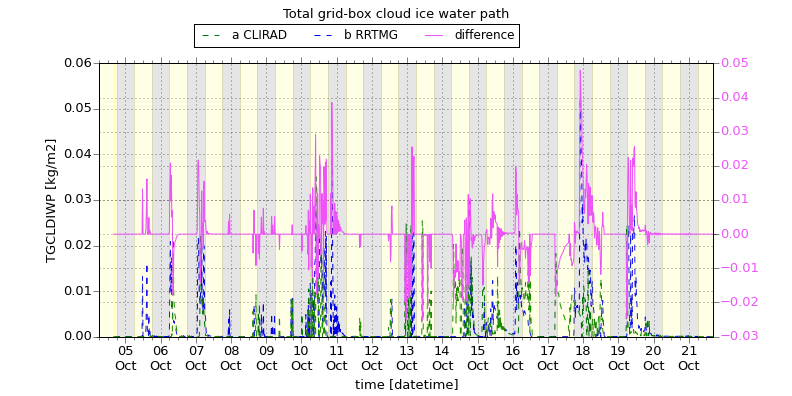 Total grid-box cloud ice water path
a CLIRAD b RRTMG difference
0.06 0.05
0.05 0.04
0.04 0.03
0.03 0.02
0.02 0.01
0.01 0.00
0.00 −0.01
−0.02
−0.03
TGCLDIWP [kg/m2]
05 06 07 08 09 10 11 12 13 14 15 16 17 18 19 20 21
Oct Oct Oct Oct Oct Oct Oct Oct Oct Oct Oct Oct Oct Oct Oct Oct Oct
time [datetime]